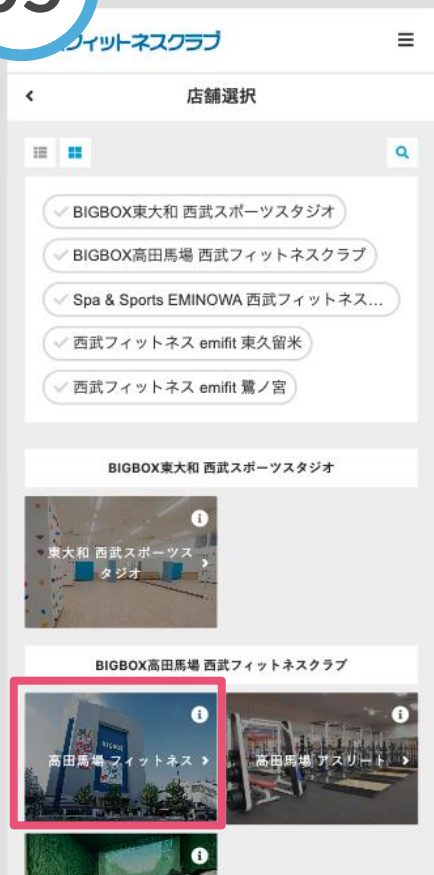 フィットネスクラブ
店舗選択
BIGBOX東大和 西武スポーツスタジオ
BIGBOX高田馬場 西武フィットネスクラブ
Spa & Sports EMINOWA 西武フィットネス...
西武フィットネス emifit 東久留米
西武フィットネス emifit 鷺ノ宮
BIGBOX東大和 西武スポーツスタジオ
東大和 西武スポーツス
タジオ
BIGBOX高田馬場 西武フィットネスクラブ
BIGBOX
高田馬場 フィットネス
高田馬場 アスリート